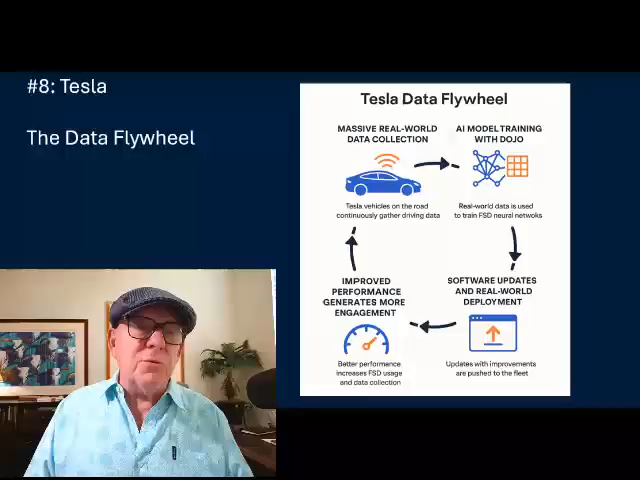 #8: Tesla
The Data Flywheel
Tesla Data Flywheel
MASSIVE REAL-WORLD
DATA COLLECTION
Tesla vehicles on the road
continuously gather driving data
AI MODEL TRAINING
WITH DOJO
Real-world data is used
to train FSD neural netwoks
SOFTWARE UPDATES
AND REAL-WORLD
DEPLOYMENT
Updates with improvements
are pushed to the fleet
IMPROVED
PERFORMANCE
GENERATES MORE
ENGAGEMENT
Better performance
increases FSD usage
and data collection